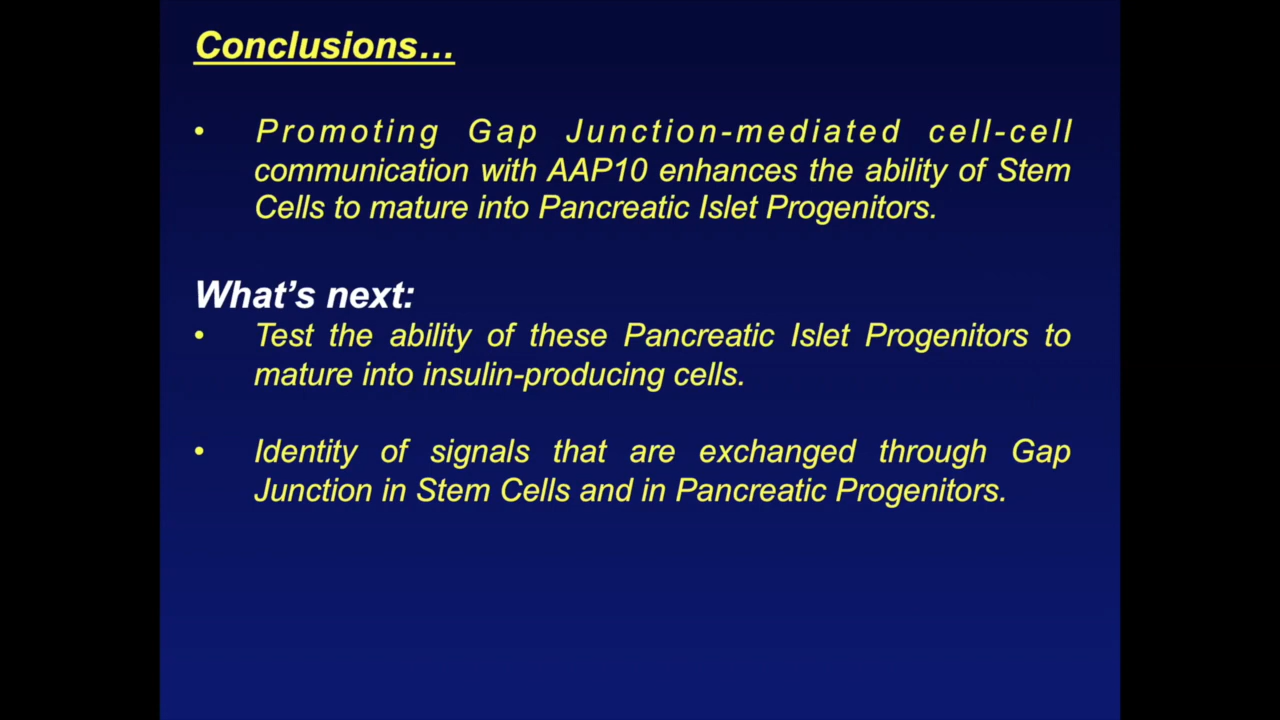 Conclusions…
• Promoting Gap Junction-mediated cell-cell
communication with AAP10 enhances the ability of Stem
Cells to mature into Pancreatic Islet Progenitors.
What’s next:
• Test the ability of these Pancreatic Islet Progenitors to
mature into insulin-producing cells.
• Identity of signals that are exchanged through Gap
Junction in Stem Cells and in Pancreatic Progenitors.